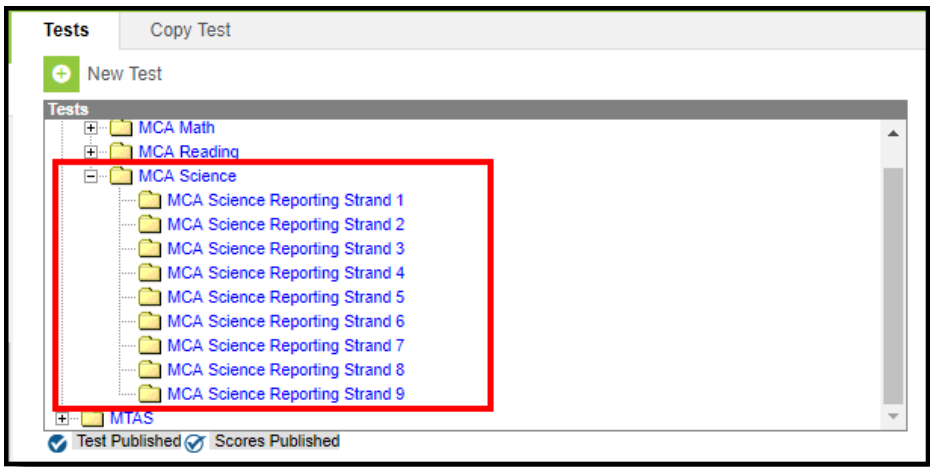 Tests Copy Test
New Test
Tests
MCA Math
MCA Reading
MCA Science
MCA Science Reporting Strand 1
MCA Science Reporting Strand 2
MCA Science Reporting Strand 3
MCA Science Reporting Strand 4
MCA Science Reporting Strand 5
MCA Science Reporting Strand 6
MCA Science Reporting Strand 7
MCA Science Reporting Strand 8
MCA Science Reporting Strand 9
MTAS
Test Published Scores Published